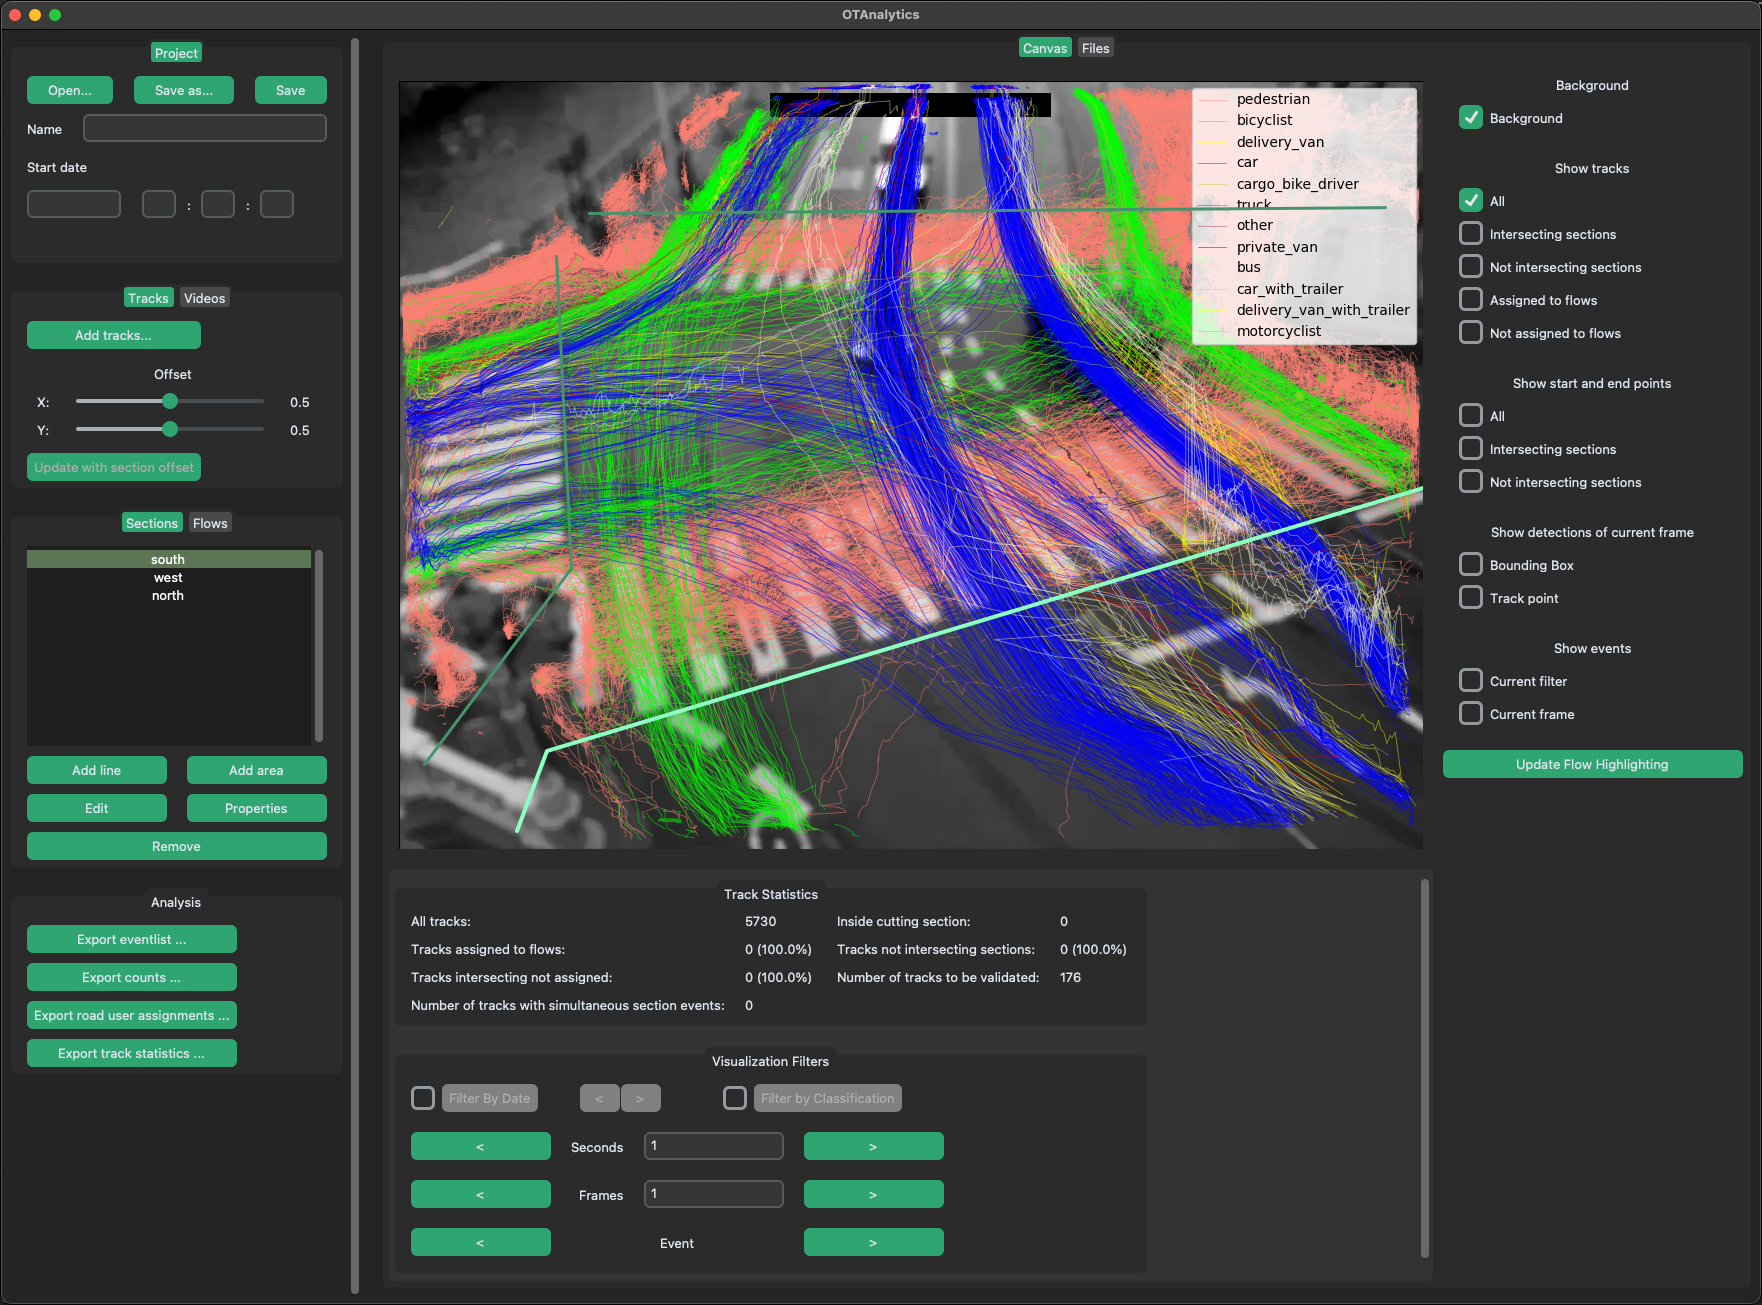 OTAnalytics
Project
Open...
Save as...
Save
Name
Start date
:
:
Tracks
Videos
Add tracks...
Offset
X:
0.5
Y:
0.5
Update with section offset
Sections
Flows
south
west
north
Add line
Add area
Edit
Properties
Remove
Analysis
Export eventlist ...
Export counts ...
Export road user assignments ...
Export track statistics ...
Canvas
Files
pedestrian
bicyclist
delivery_van
car
cargo_bike_driver
truck
other
private_van
bus
car_with_trailer
delivery_van_with_trailer
motorcyclist
Track Statistics
All tracks: 5730 Inside cutting section: 0
Tracks assigned to flows: 0 (100.0%) Tracks not intersecting sections: 0 (100.0%)
Tracks intersecting not assigned: 0 (100.0%) Number of tracks to be validated: 176
Number of tracks with simultaneous section events: 0
Visualization Filters
Filter By Date
<
>
Filter by Classification
< Seconds 1 >
< Frames 1 >
< Event >
Background
Background
Show tracks
All
Intersecting sections
Not intersecting sections
Assigned to flows
Not assigned to flows
Show start and end points
All
Intersecting sections
Not intersecting sections
Show detections of current frame
Bounding Box
Track point
Show events
Current filter
Current frame
Update Flow Highlighting